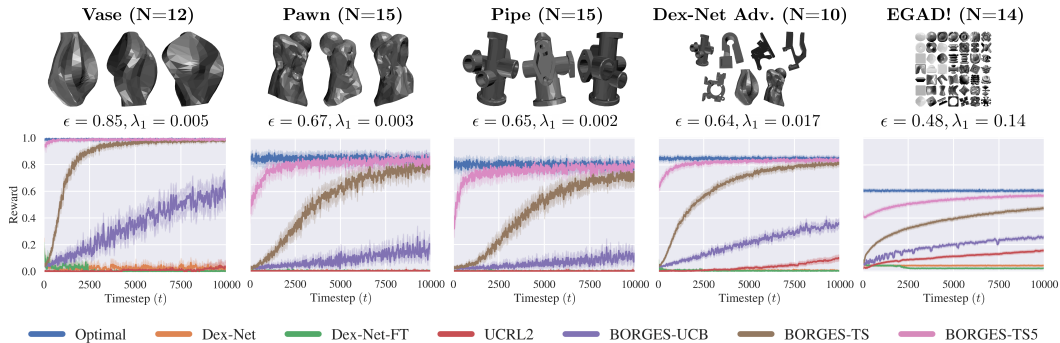 Vase (N=12) Pawn (N=15) Pipe (N=15) Dex-Net Adv. (N=10) EGAD! (N=14)
ϵ = 0.85, λ₁ = 0.005 ϵ = 0.67, λ₁ = 0.003 ϵ = 0.65, λ₁ = 0.002 ϵ = 0.64, λ₁ = 0.017 ϵ = 0.48, λ₁ = 0.14
1.0
0.8
0.6
0.4
0.2
0.0
Reward
0 2500 5000 7500 10000 0 2500 5000 7500 10000 0 2500 5000 7500 10000 0 2500 5000 7500 10000 0 2500 5000 7500 10000
Timestep (t) Timestep (t) Timestep (t) Timestep (t) Timestep (t)
Optimal Dex-Net Dex-Net-FT UCRL2 BORGES-UCB BORGES-TS BORGES-TS5